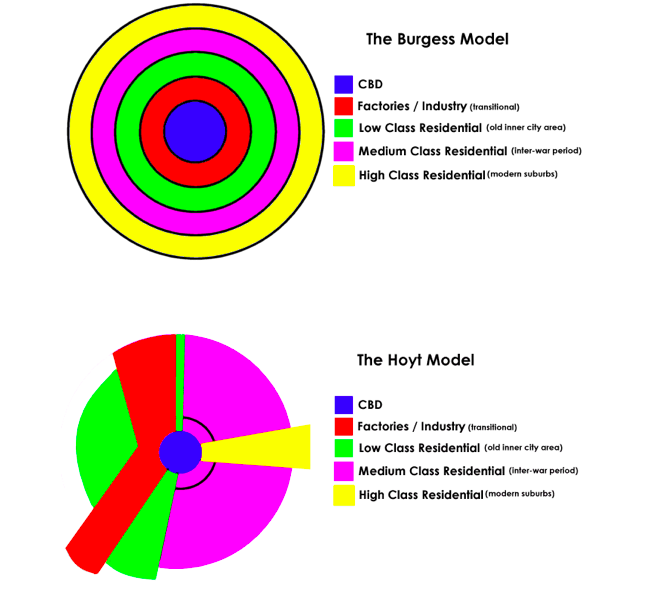 The Burgess Model
CBD
Factories / Industry (transitional)
Low Class Residential (old inner city area)
Medium Class Residential (inter-war period)
High Class Residential (modern suburbs)
The Hoyt Model
CBD
Factories / Industry (transitional)
Low Class Residential (old inner city area)
Medium Class Residential (inter-war period)
High Class Residential (modern suburbs)